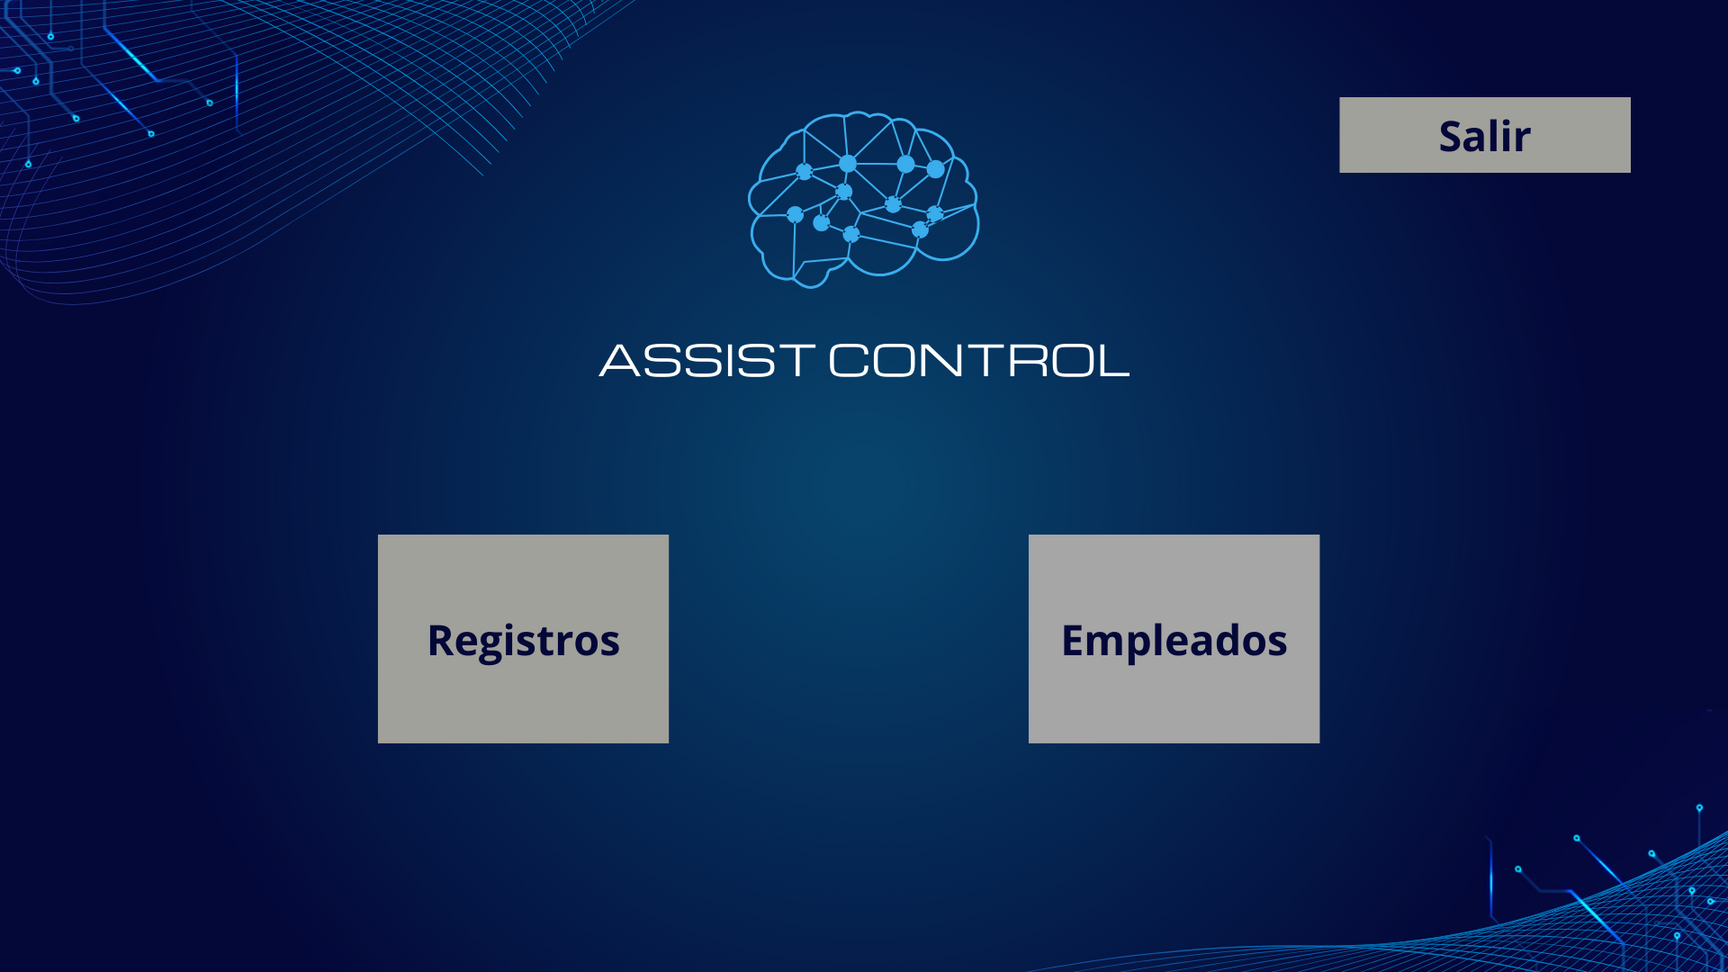 Salir
ASSIST CONTROL
Registros
Empleados